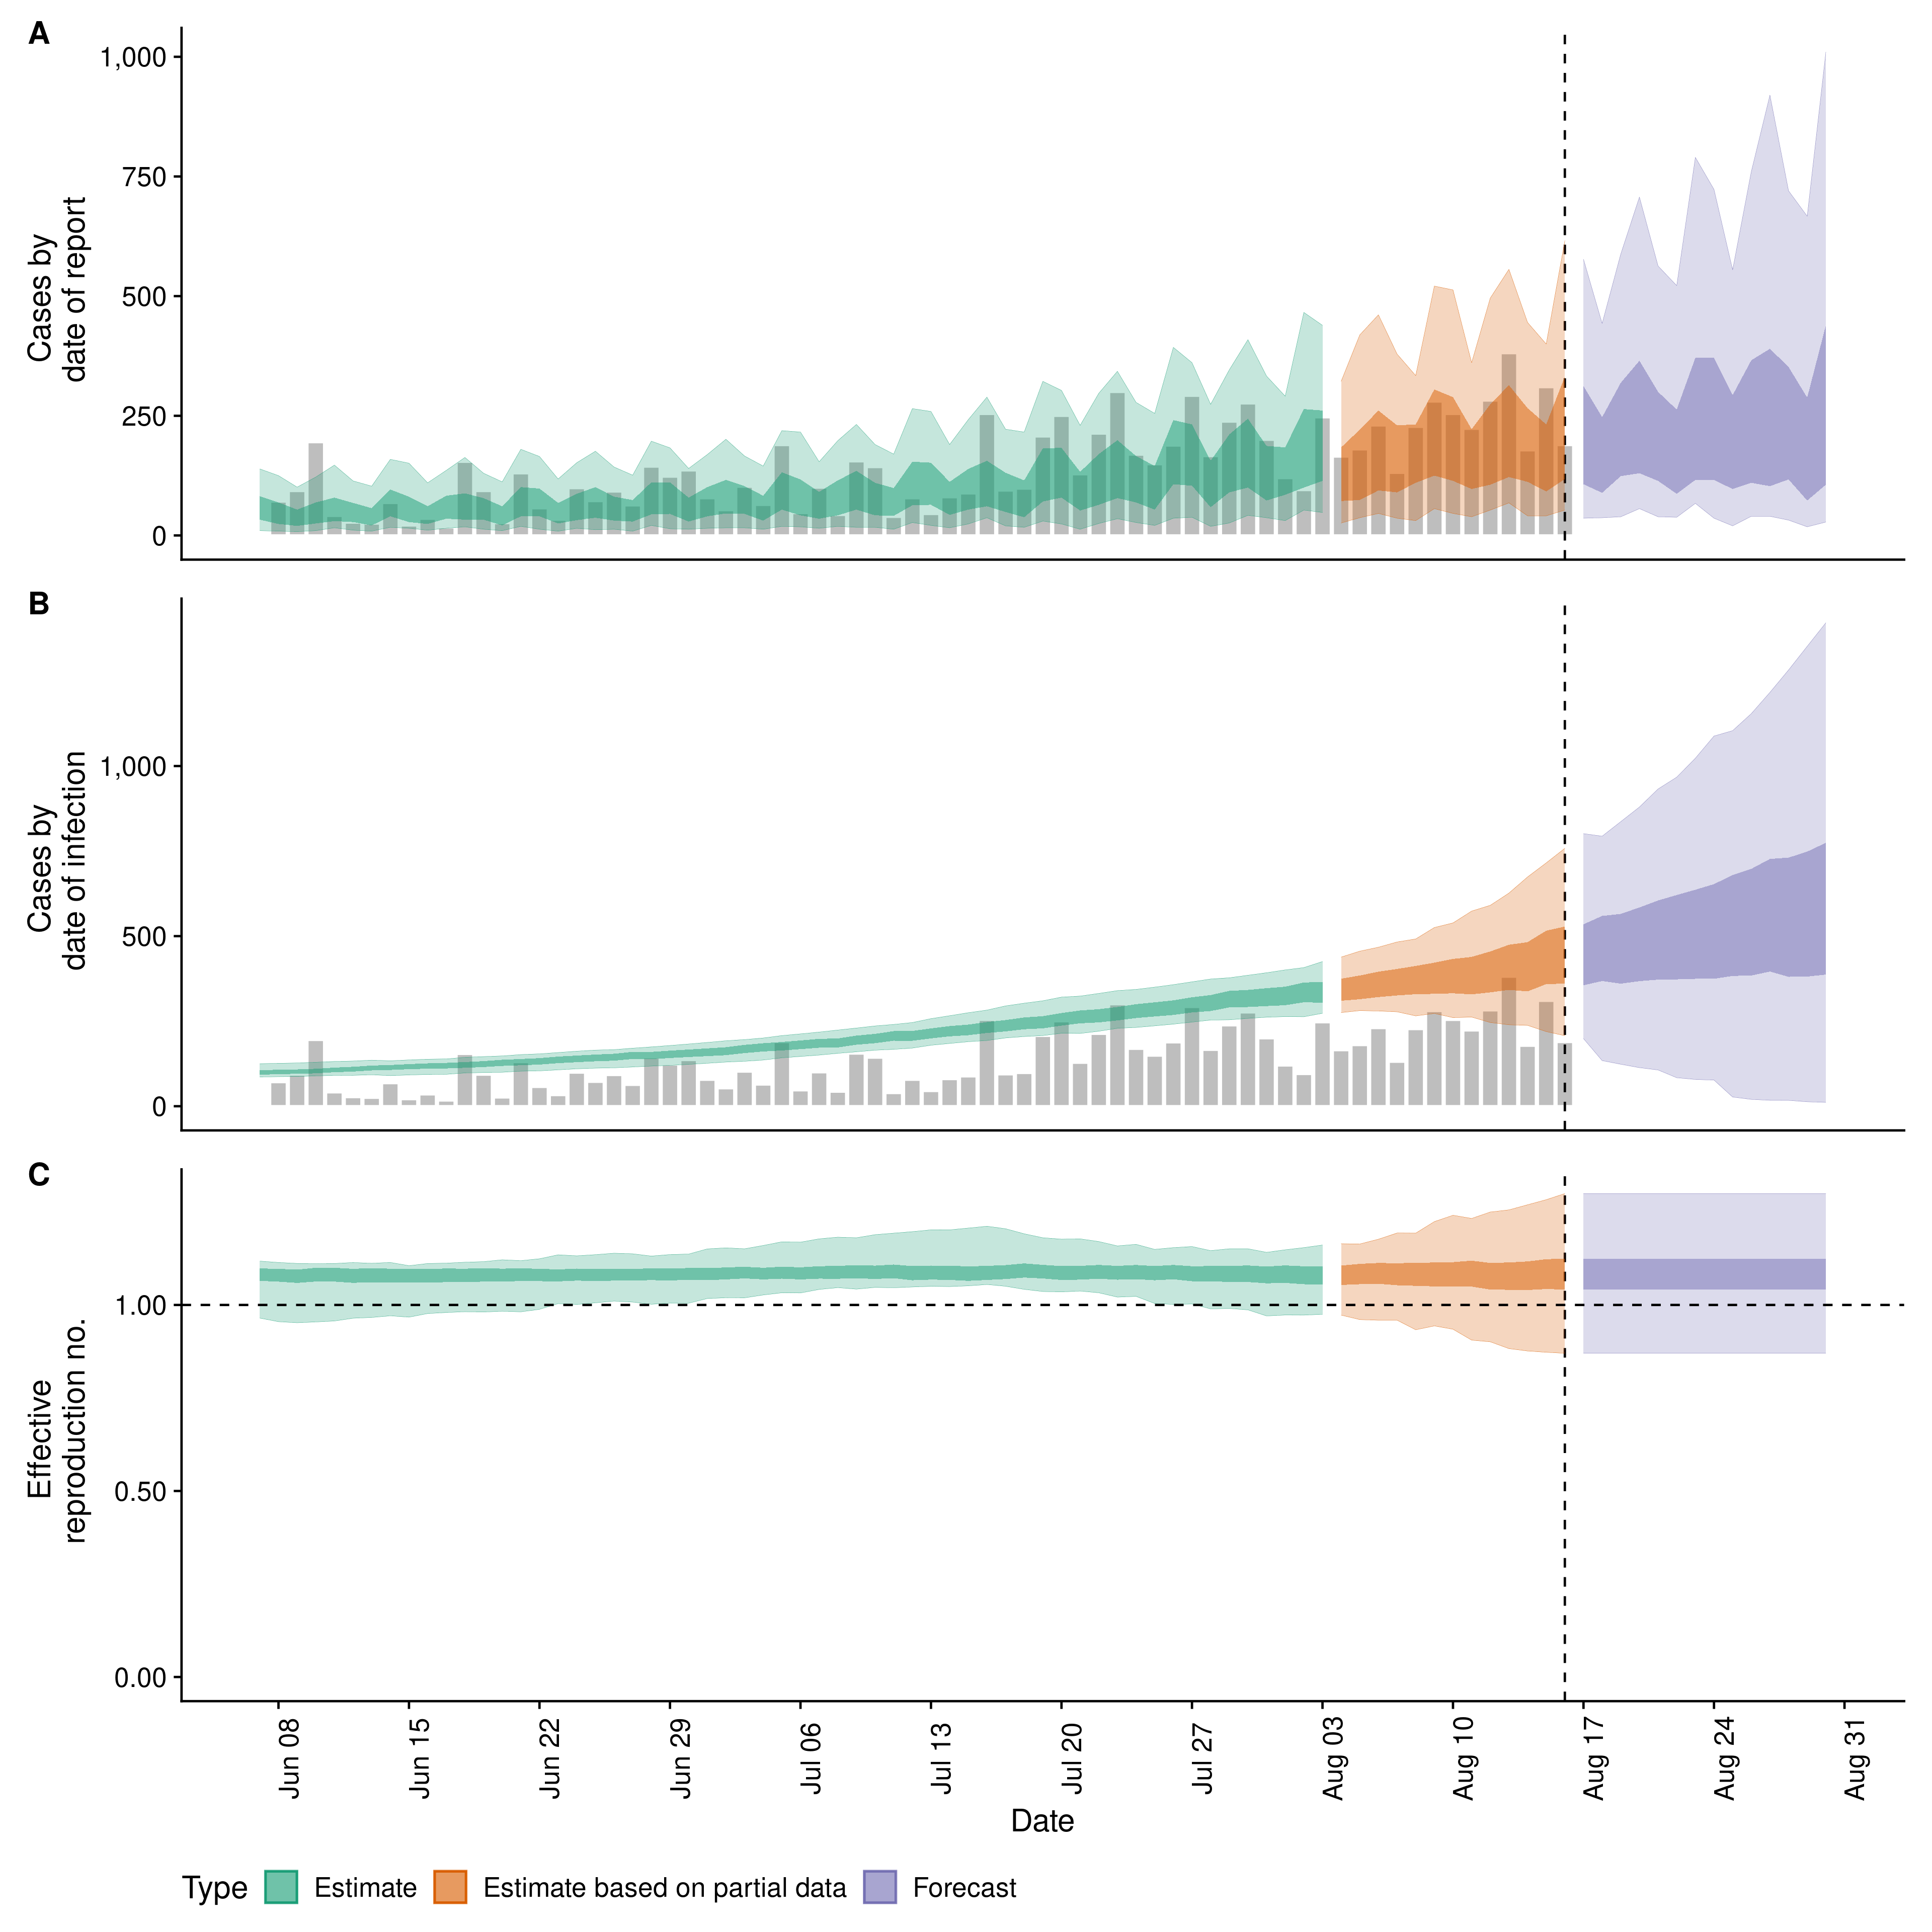 A
1,000
750
500
250
0
Cases by
date of report
B
1,000
500
0
Cases by
date of infection
C
1.00
0.50
0.00
Effective
reproduction no.
Jun 08
Jun 15
Jun 22
Jun 29
Jul 06
Jul 13
Jul 20
Jul 27
Aug 03
Aug 10
Aug 17
Aug 24
Aug 31
Date
Type Estimate Estimate based on partial data Forecast